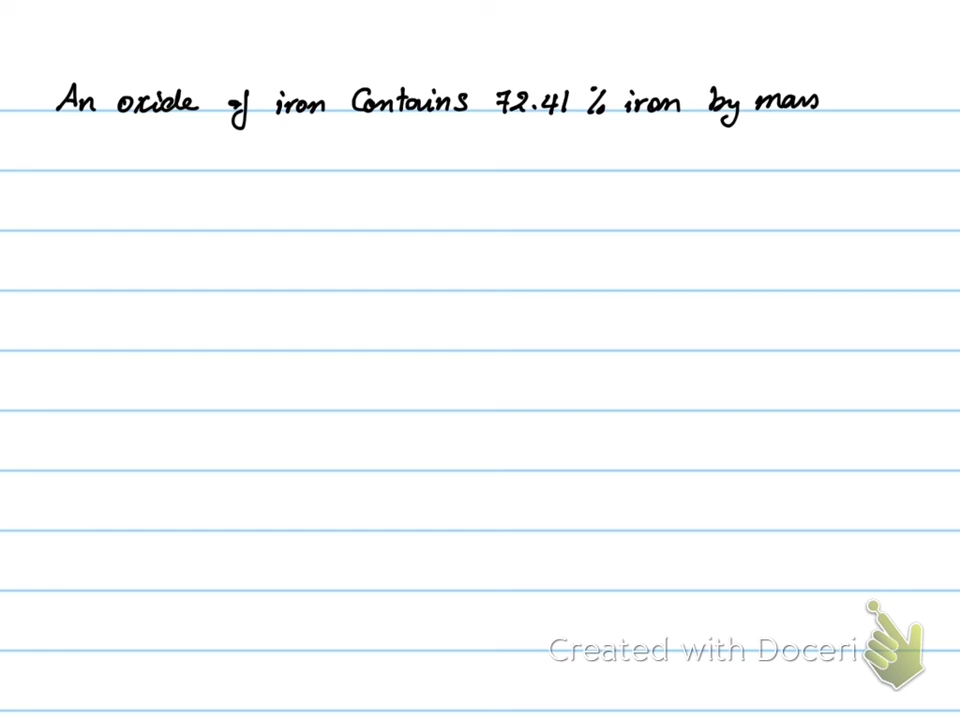 An oxide of iron Contains 72.41 % iron by mass
Created with Doceri